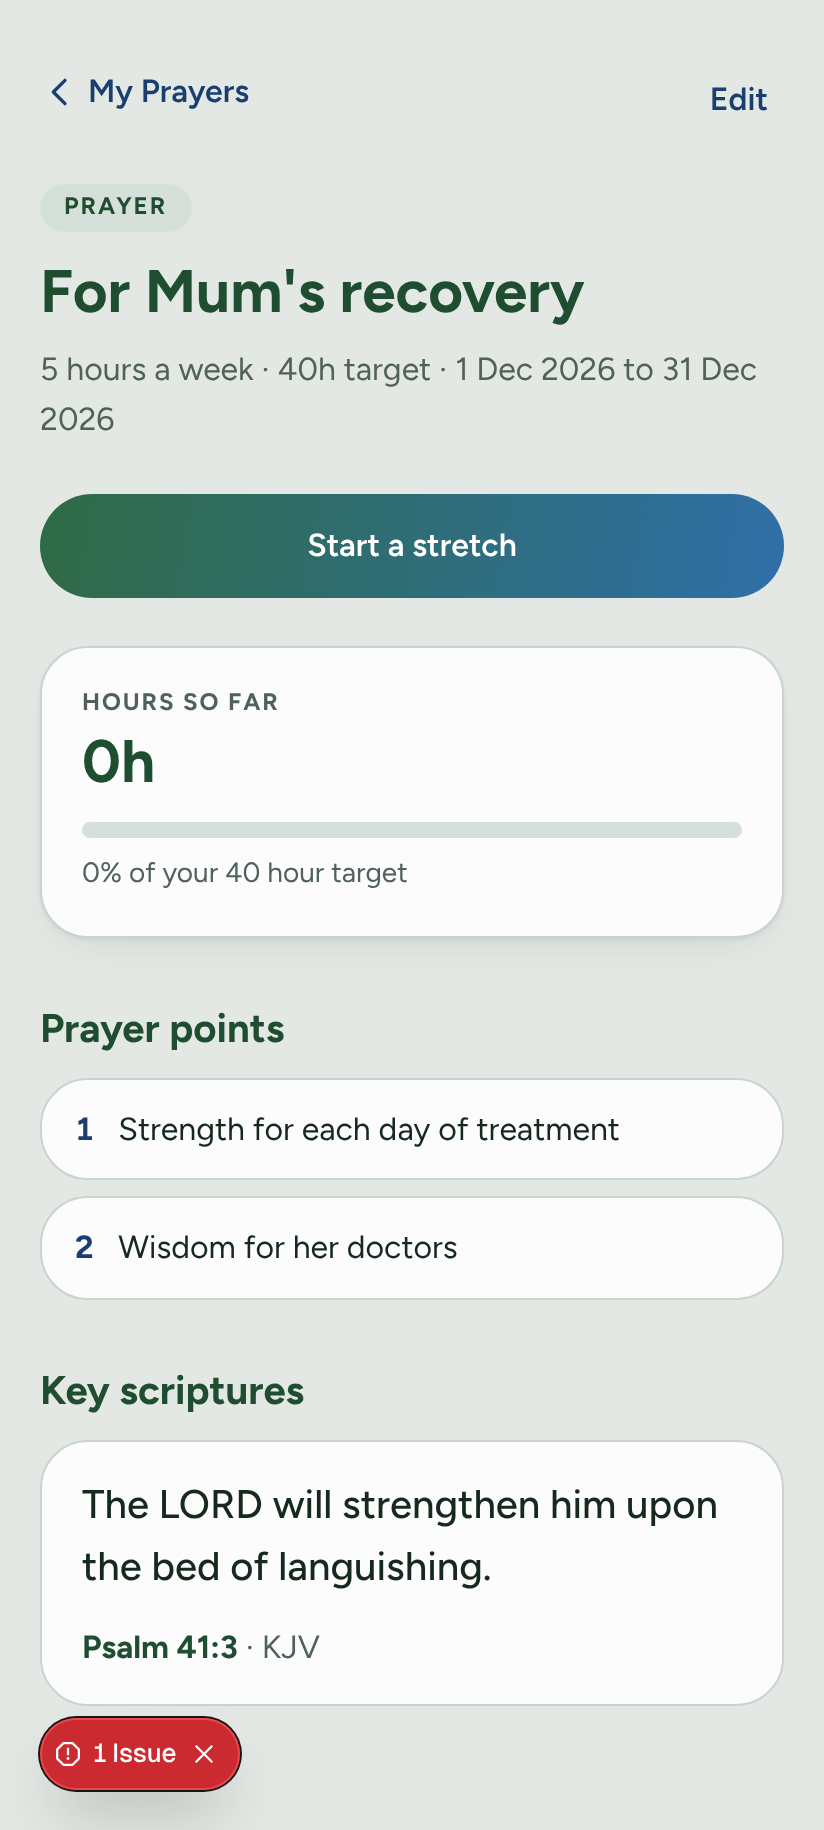 My Prayers
Edit
PRAYER
For Mum's recovery
5 hours a week · 40h target · 1 Dec 2026 to 31 Dec
2026
Start a stretch
HOURS SO FAR
0h
0% of your 40 hour target
Prayer points
1 Strength for each day of treatment
2 Wisdom for her doctors
Key scriptures
The LORD will strengthen him upon
the bed of languishing.
Psalm 41:3 · KJV
1 Issue